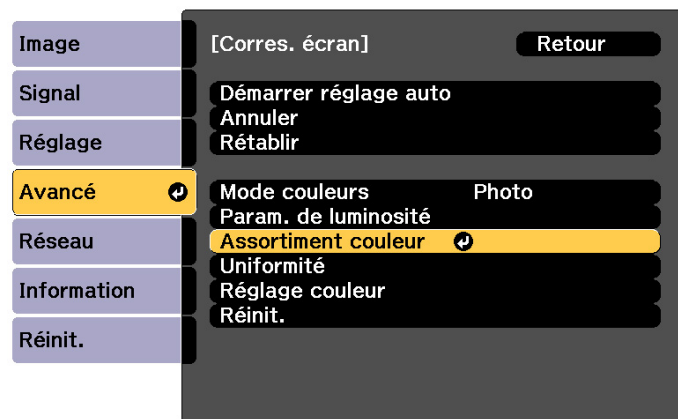 Image
Signal
Réglage
Avancé
Réseau
Information
Réinit.
[Corres. écran] Retour
Démarrer réglage auto
Annuler
Rétablir
Mode couleurs Photo
Param. de luminosité
Assortiment couleur
Uniformité
Réglage couleur
Réinit.